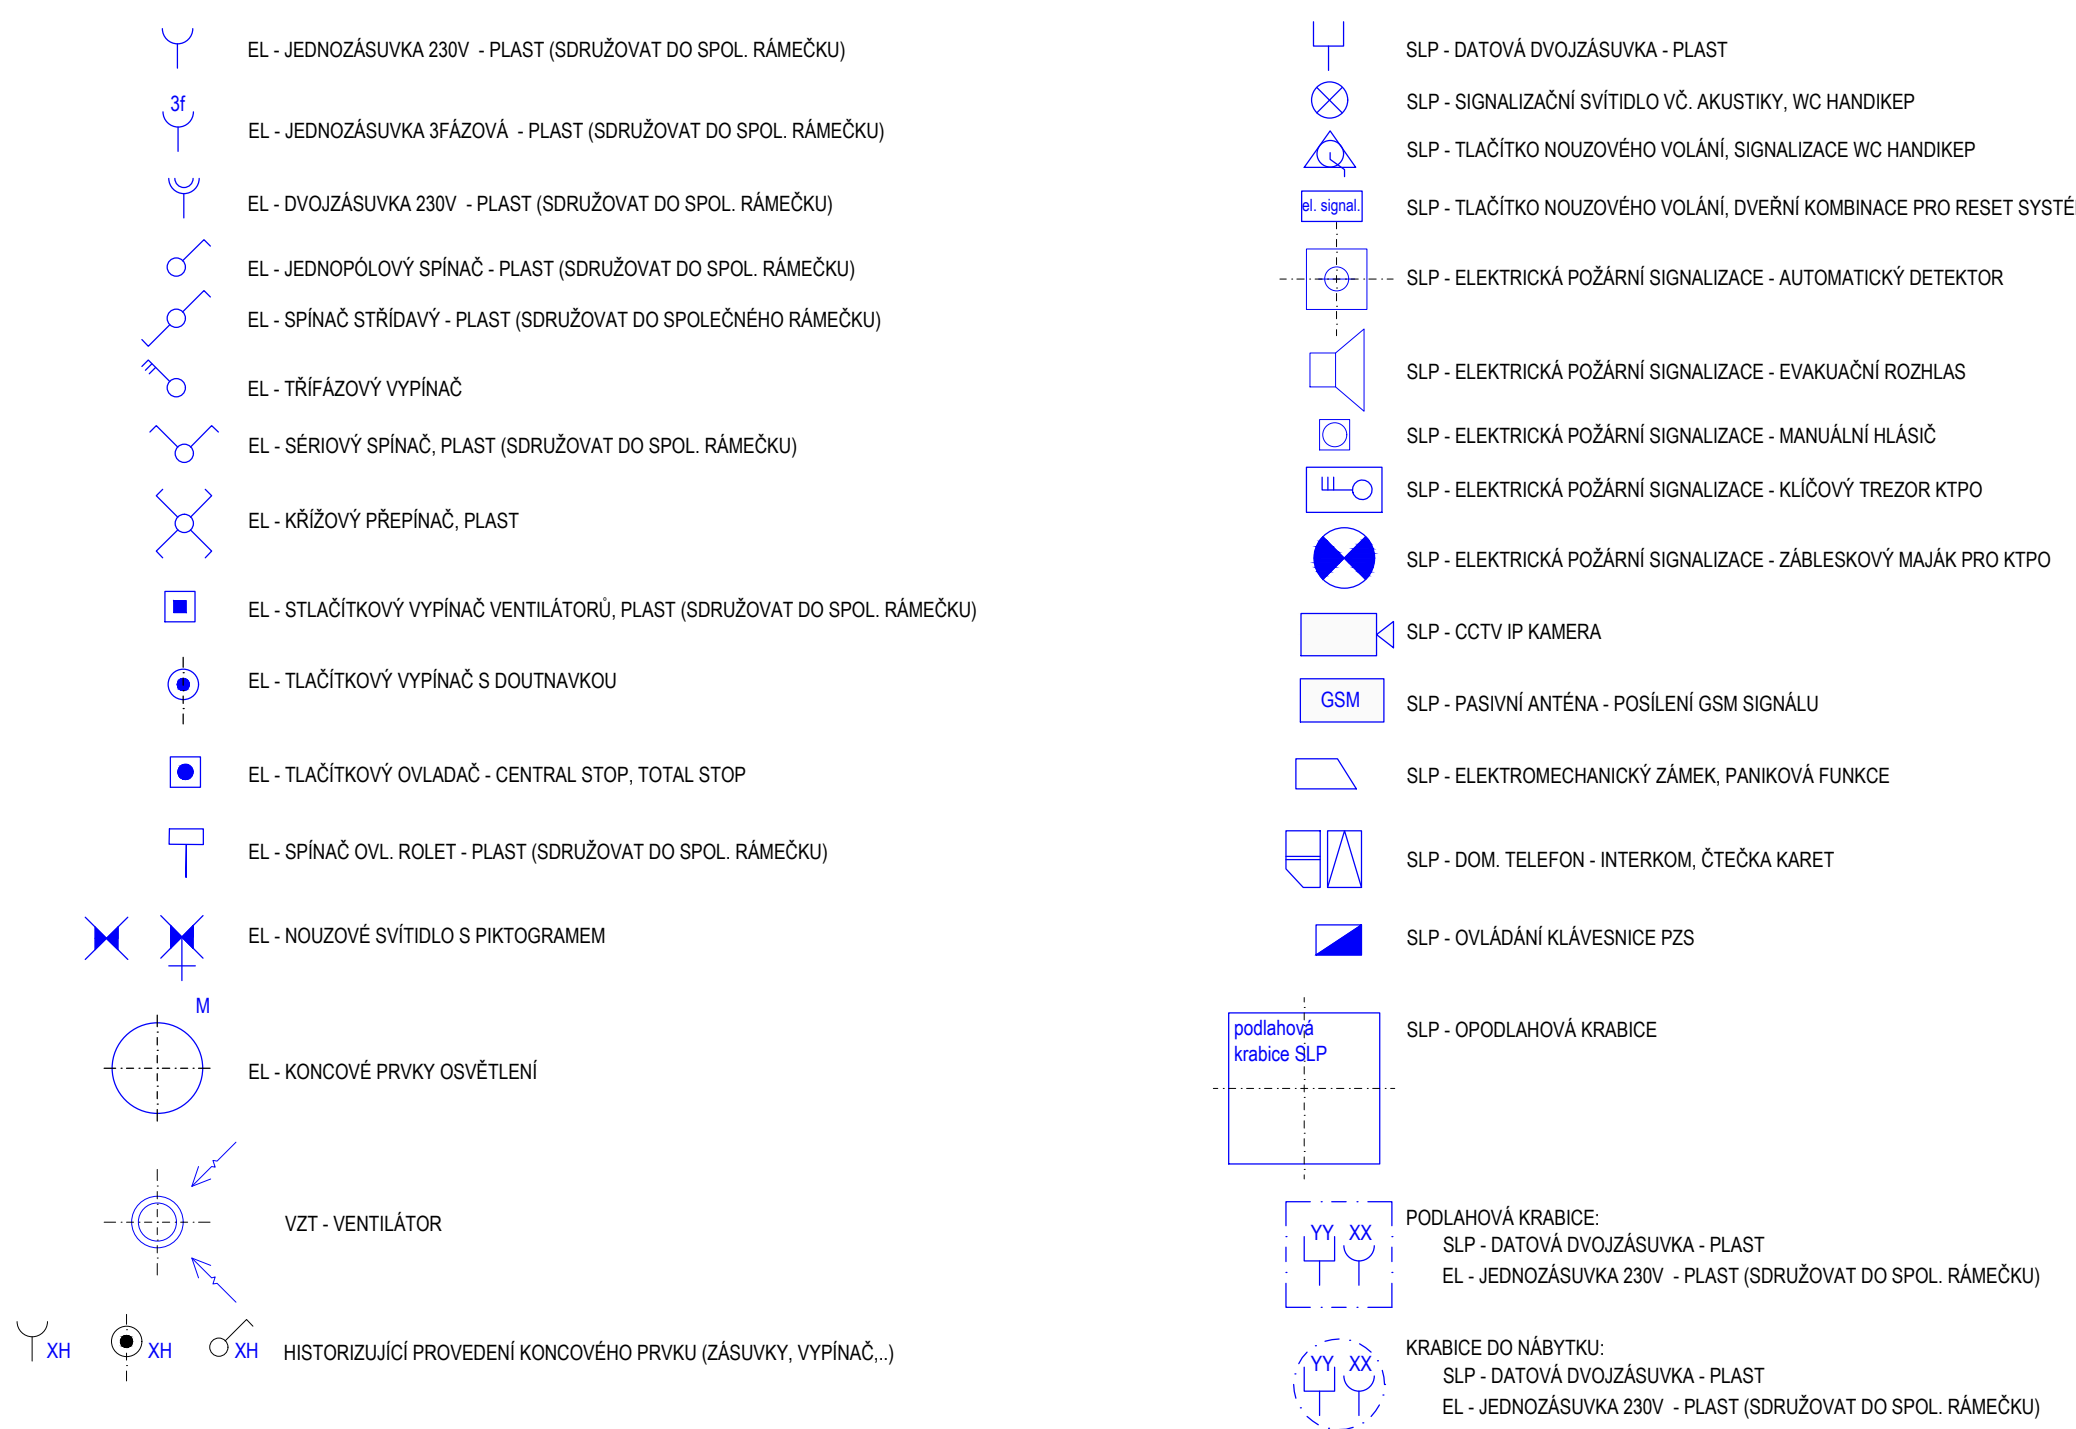 EL - JEDNOZÁSUVKA 230V - PLAST (SDRUŽOVAT DO SPOL. RÁMEČKU)
3f
EL - JEDNOZÁSUVKA 3FÁZOVÁ - PLAST (SDRUŽOVAT DO SPOL. RÁMEČKU)
EL - DVOJZÁSUVKA 230V - PLAST (SDRUŽOVAT DO SPOL. RÁMEČKU)
EL - JEDNOPÓLOVÝ SPÍNAČ - PLAST (SDRUŽOVAT DO SPOL. RÁMEČKU)
EL - SPÍNAČ STŘÍDAVÝ - PLAST (SDRUŽOVAT DO SPOLEČNÉHO RÁMEČKU)
EL - TŘÍFÁZOVÝ VYPÍNAČ
EL - SÉRIOVÝ SPÍNAČ, PLAST (SDRUŽOVAT DO SPOL. RÁMEČKU)
EL - KŘÍŽOVÝ PŘEPÍNAČ, PLAST
EL - STLAČÍTKOVÝ VYPÍNAČ VENTILÁTORŮ, PLAST (SDRUŽOVAT DO SPOL. RÁMEČKU)
EL - TLAČÍTKOVÝ VYPÍNAČ S DOUTNAVKOU
EL - TLAČÍTKOVÝ OVLADAČ - CENTRAL STOP, TOTAL STOP
EL - SPÍNAČ OVL. ROLET - PLAST (SDRUŽOVAT DO SPOL. RÁMEČKU)
EL - NOUZOVÉ SVÍTIDLO S PIKTOGRAMEM
M
EL - KONCOVÉ PRVKY OSVĚTLENÍ
VZT - VENTILÁTOR
XH XH XH HISTORIZUJÍCÍ PROVEDENÍ KONCOVÉHO PRVKU (ZÁSUVKY, VYPÍNAČ,..)
SLP - DATOVÁ DVOJZÁSUVKA - PLAST
SLP - SIGNALIZAČNÍ SVÍTIDLO VČ. AKUSTIKY, WC HANDIKEP
SLP - TLAČÍTKO NOUZOVÉHO VOLÁNÍ, SIGNALIZACE WC HANDIKEP
el. signal. SLP - TLAČÍTKO NOUZOVÉHO VOLÁNÍ, DVEŘNÍ KOMBINACE PRO RESET
SLP - ELEKTRICKÁ POŽÁRNÍ SIGNALIZACE - AUTOMATICKÝ DETEKTOR
SLP - ELEKTRICKÁ POŽÁRNÍ SIGNALIZACE - EVAKUAČNÍ ROZHLAS
SLP - ELEKTRICKÁ POŽÁRNÍ SIGNALIZACE - MANUÁLNÍ HLÁSIČ
SLP - ELEKTRICKÁ POŽÁRNÍ SIGNALIZACE - KLÍČOVÝ TREZOR KTPO
SLP - ELEKTRICKÁ POŽÁRNÍ SIGNALIZACE - ZÁBLESKOVÝ MAJÁK PRO KTPO
SLP - CCTV IP KAMERA
GSM SLP - PASIVNÍ ANTÉNA - POSÍLENÍ GSM SIGNÁLU
SLP - ELEKTROMECHANICKÝ ZÁMEK, PANIKOVÁ FUNKCE
SLP - DOM. TELEFON - INTERKOM, ČTEČKA KARET
SLP - OVLÁDÁNÍ KLÁVESNICE PZS
podlahová
krabice SLP
SLP - OPODLAHOVÁ KRABICE
YY XX
PODLAHOVÁ KRABICE:
SLP - DATOVÁ DVOJZÁSUVKA - PLAST
EL - JEDNOZÁSUVKA 230V - PLAST (SDRUŽOVAT DO SPOL. RÁMEČKU)
YY XX
KRABICE DO NÁBYTKU:
SLP - DATOVÁ DVOJZÁSUVKA - PLAST
EL - JEDNOZÁSUVKA 230V - PLAST (SDRUŽOVAT DO SPOL. RÁMEČKU)